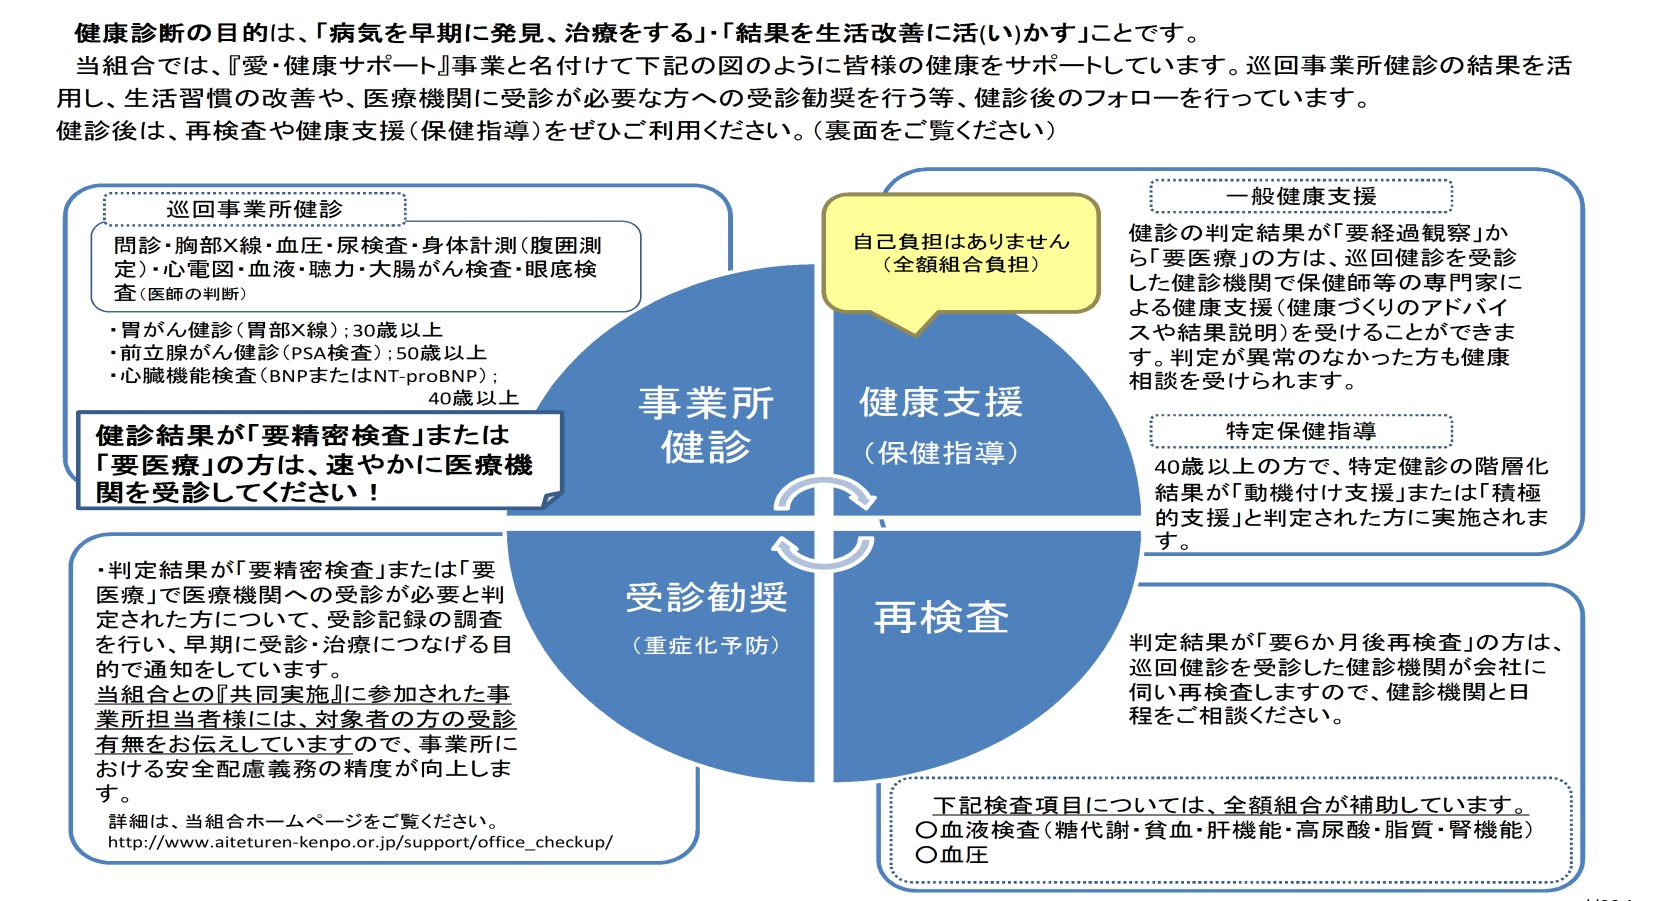 健康診断の目的は、「病気を早期に発見、治療をする」・「結果を生活改善に活(い)かす」ことです。
当組合では、『愛・健康サポート』事業と名付けて下記の図のように皆様の健康をサポートしています。巡回事業所健診の結果を活
用し、生活習慣の改善や、医療機関に受診が必要な方への受診勧奨を行う等、健診後のフォローを行っています。
健診後は、再検査や健康支援(保健指導)をぜひご利用ください。(裏面をご覧ください)
巡回事業所健診
問診・胸部X線・血圧・尿検査・身体計測(腹囲測
定)・心電図・血液・聴力・大腸がん検査・眼底検
査(医師の判断)
・胃がん健診(胃部X線);30歳以上
・前立腺がん健診(PSA検査);50歳以上
・心臓機能検査(BNPまたはNT-proBNP);
40歳以上
健診結果が「要精密検査」または
「要医療」の方は、速やかに医療機
関を受診してください!
事業所
健診
自己負担はありません
(全額組合負担)
健康支援
(保健指導)
一般健康支援
健診の判定結果が「要経過観察」か
ら「要医療」の方は、巡回健診を受診
した健診機関で保健師等の専門家に
よる健康支援(健康づくりのアドバイ
スや結果説明)を受けることができま
す。判定が異常のなかった方も健康
相談を受けられます。
特定保健指導
40歳以上の方で、特定健診の階層化
結果が「動機付け支援」または「積極
的支援」と判定された方に実施されま
す。
・判定結果が「要精密検査」または「要
医療」で医療機関への受診が必要と判
定された方について、受診記録の調査
を行い、早期に受診・治療につなげる目
的で通知をしています。
当組合との『共同実施』に参加された事
業所担当者様には、対象者の方の受診
有無をお伝えしていますので、事業所に
おける安全配慮義務の精度が向上しま
す。
詳細は、当組合ホームページをご覧ください。
http://www.aiteturen-kenpo.or.jp/support/office_checkup/
受診勧奨
(重症化予防)
再検査
判定結果が「要6か月後再検査」の方は、
巡回健診を受診した健診機関が会社に
伺い再検査しますので、健診機関と日
程をご相談ください。
下記検査項目については、全額組合が補助しています。
○血液検査(糖代謝・貧血・肝機能・高尿酸・脂質・腎機能)
○血圧